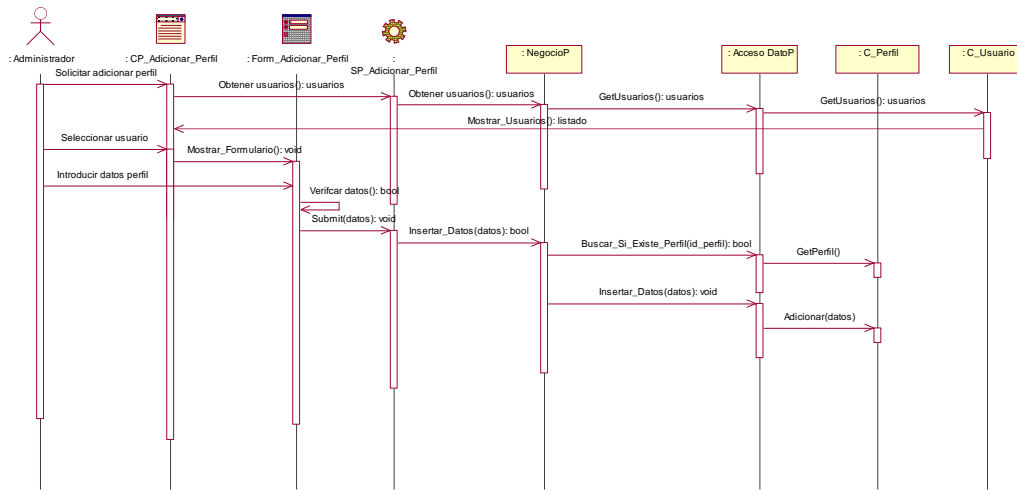 : Administrador
: CP_Adicionar_Perfil
: Form_Adicionar_Perfil
:
SP_Adicionar_Perfil
: NegocioP
: Acceso DatoP
: C_Perfil
: C_Usuario
Solicitar adicionar perfil
Obtener usuarios(): usuarios
Obtener usuarios(): usuarios
GetUsuarios(): usuarios
GetUsuarios(): usuarios
Mostrar_Usuarios(): listado
Seleccionar usuario
Mostrar_Formulario(): void
Introducir datos perfil
Verifcar datos(): bool
Submit(datos): void
Insertar_Datos(datos): bool
Buscar_Si_Existe_Perfil(id_perfil): bool
GetPerfil()
Insertar_Datos(datos): void
Adicionar(datos)